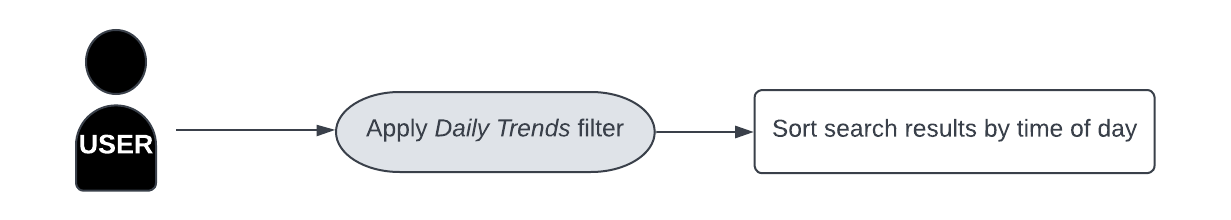 USER
Apply Daily Trends filter
Sort search results by time of day